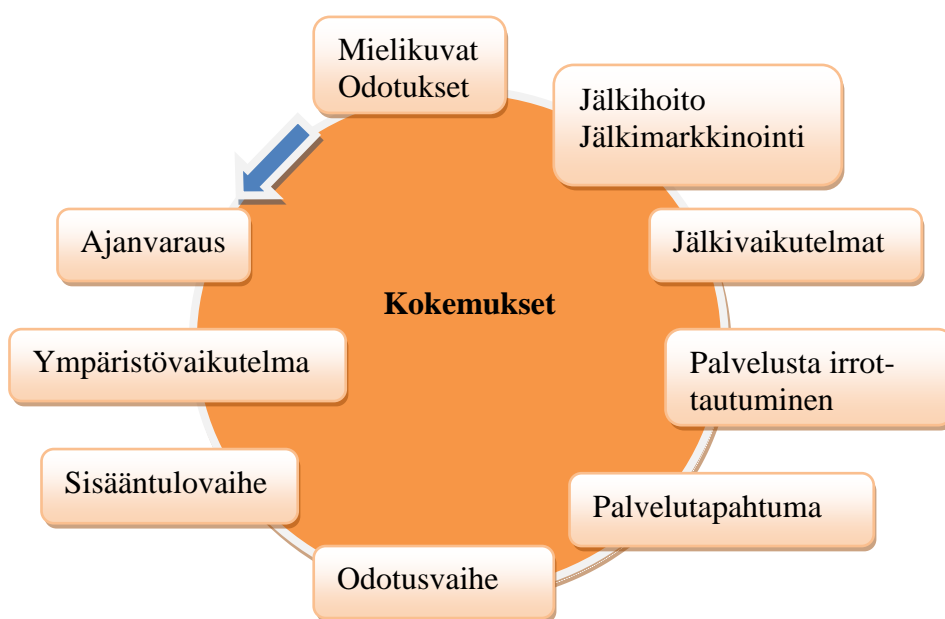 Mielikuvat
Odotukset
Jälkihoito
Jälkimarkkinointi
Ajanvaraus
Jälkivaikutelmat
Kokemukset
Ympäristövaikutelma
Palvelusta irrot-
tautuminen
Sisääntulovaihe
Palvelutapahtuma
Odotusvaihe